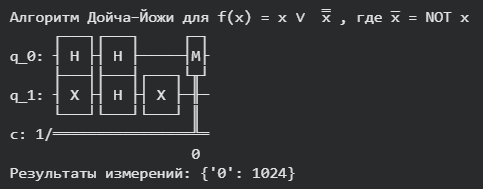 Алгоритм Дойча-Йожи для f(x) = x ∨ x̿ , где x̅ = NOT x
q_0: H H M
q_1: X H X
c: 1/
0
Результаты измерений: {'0': 1024}